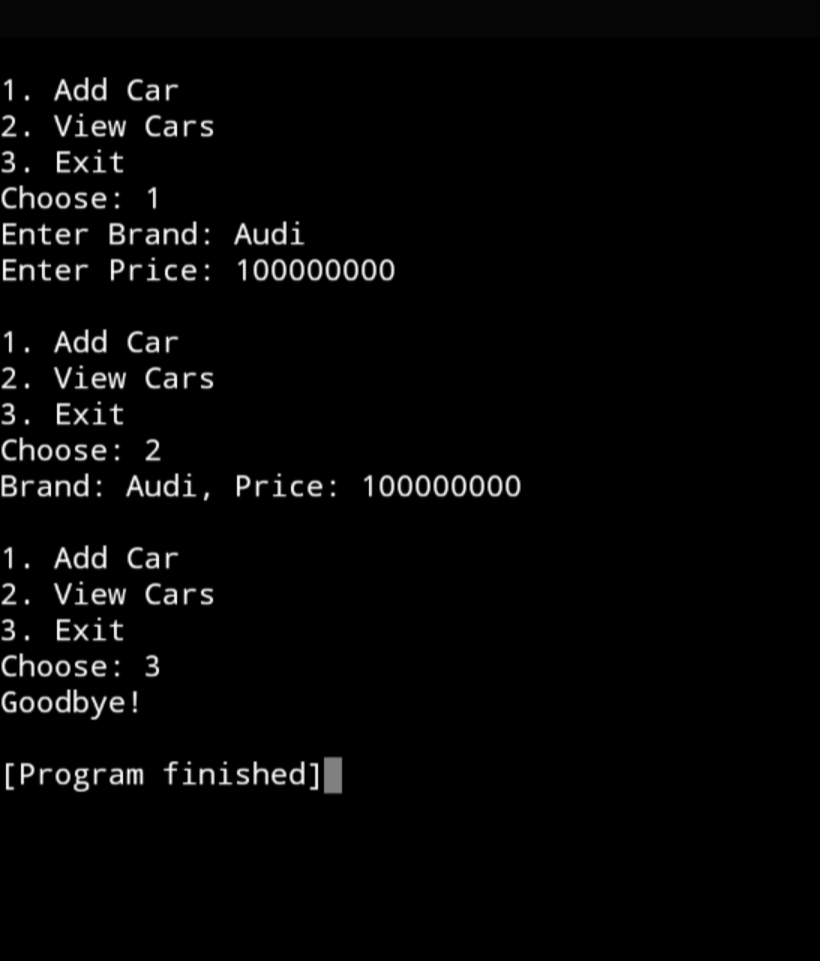 1. Add Car
2. View Cars
3. Exit
Choose: 1
Enter Brand: Audi
Enter Price: 100000000
1. Add Car
2. View Cars
3. Exit
Choose: 2
Brand: Audi, Price: 100000000
1. Add Car
2. View Cars
3. Exit
Choose: 3
Goodbye!
[Program finished]